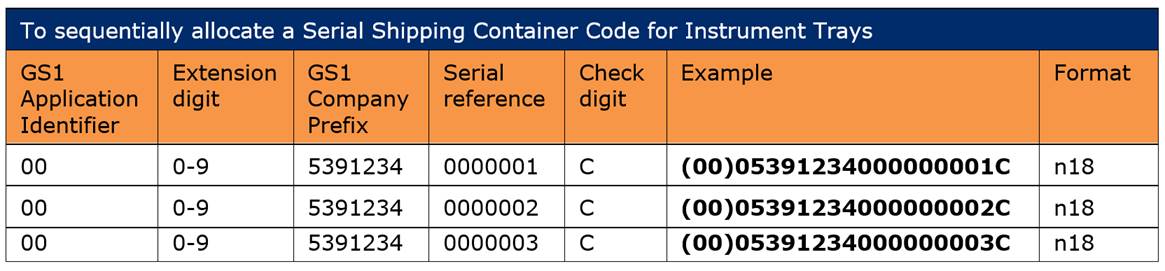 To sequentially allocate a Serial Shipping Container Code for Instrument Trays
GS1
Application
Identifier
Extension
digit
GS1
Company
Prefix
Serial
reference
Check
digit
Example
Format
00 0-9 5391234 0000001 C (00)05391234000000001C n18
00 0-9 5391234 0000002 C (00)05391234000000002C n18
00 0-9 5391234 0000003 C (00)05391234000000003C n18